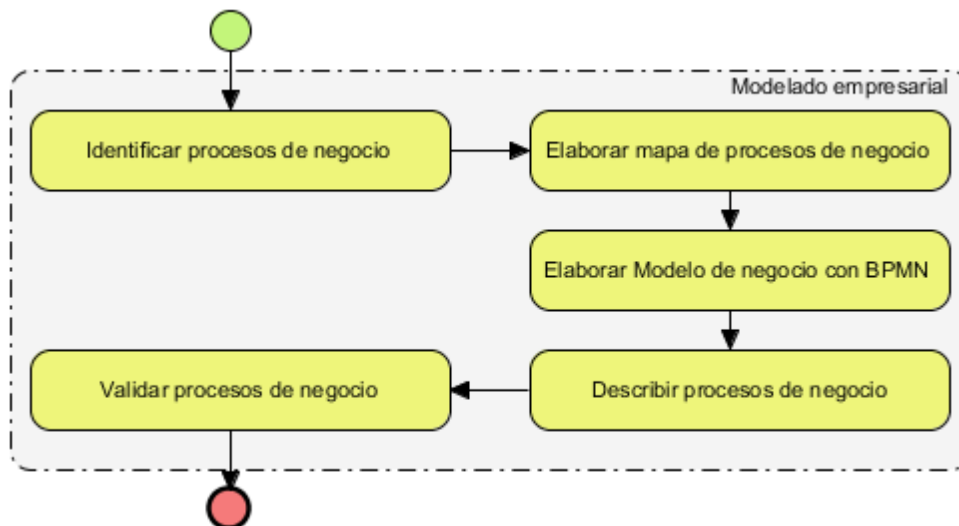 Modelado empresarial
Identificar procesos de negocio
Elaborar mapa de procesos de negocio
Elaborar Modelo de negocio con BPMN
Describir procesos de negocio
Validar procesos de negocio